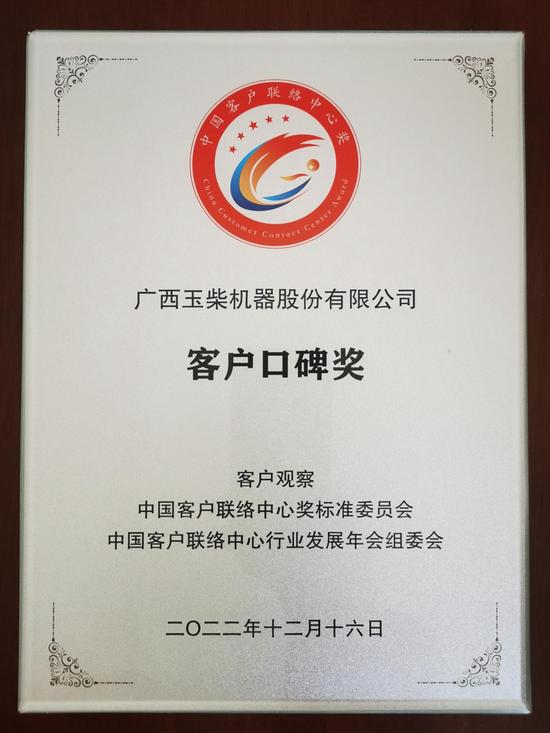 中国客户联络中心奖
China Customer Contact Center Award
广西玉柴机器股份有限公司
客户口碑奖
客户观察
中国客户联络中心奖标准委员会
中国客户联络中心行业发展年会组委会
二〇二二年十二月十六日